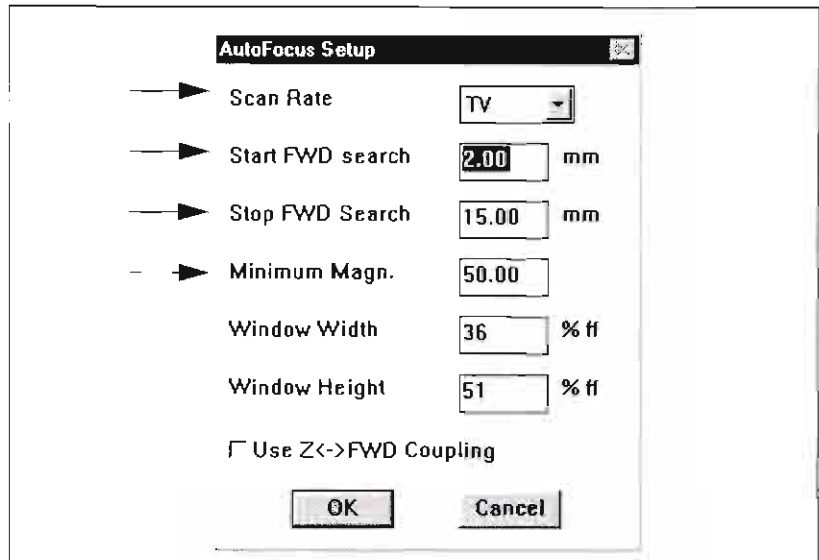 AutoFocus Setup
Scan Rate TV
Start FWD search 2.00 mm
Stop FWD Search 15.00 mm
Minimum Magn. 50.00
Window Width 36 % ff
Window Height 51 % ff
Use Z<->FWD Coupling
OK Cancel